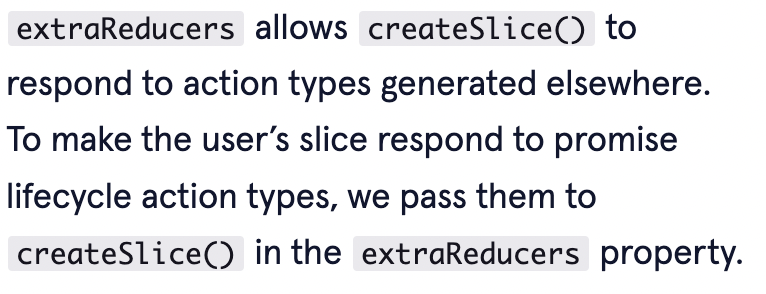 extraReducers allows createSlice() to
respond to action types generated elsewhere.
To make the user’s slice respond to promise
lifecycle action types, we pass them to
createSlice() in the extraReducers property.